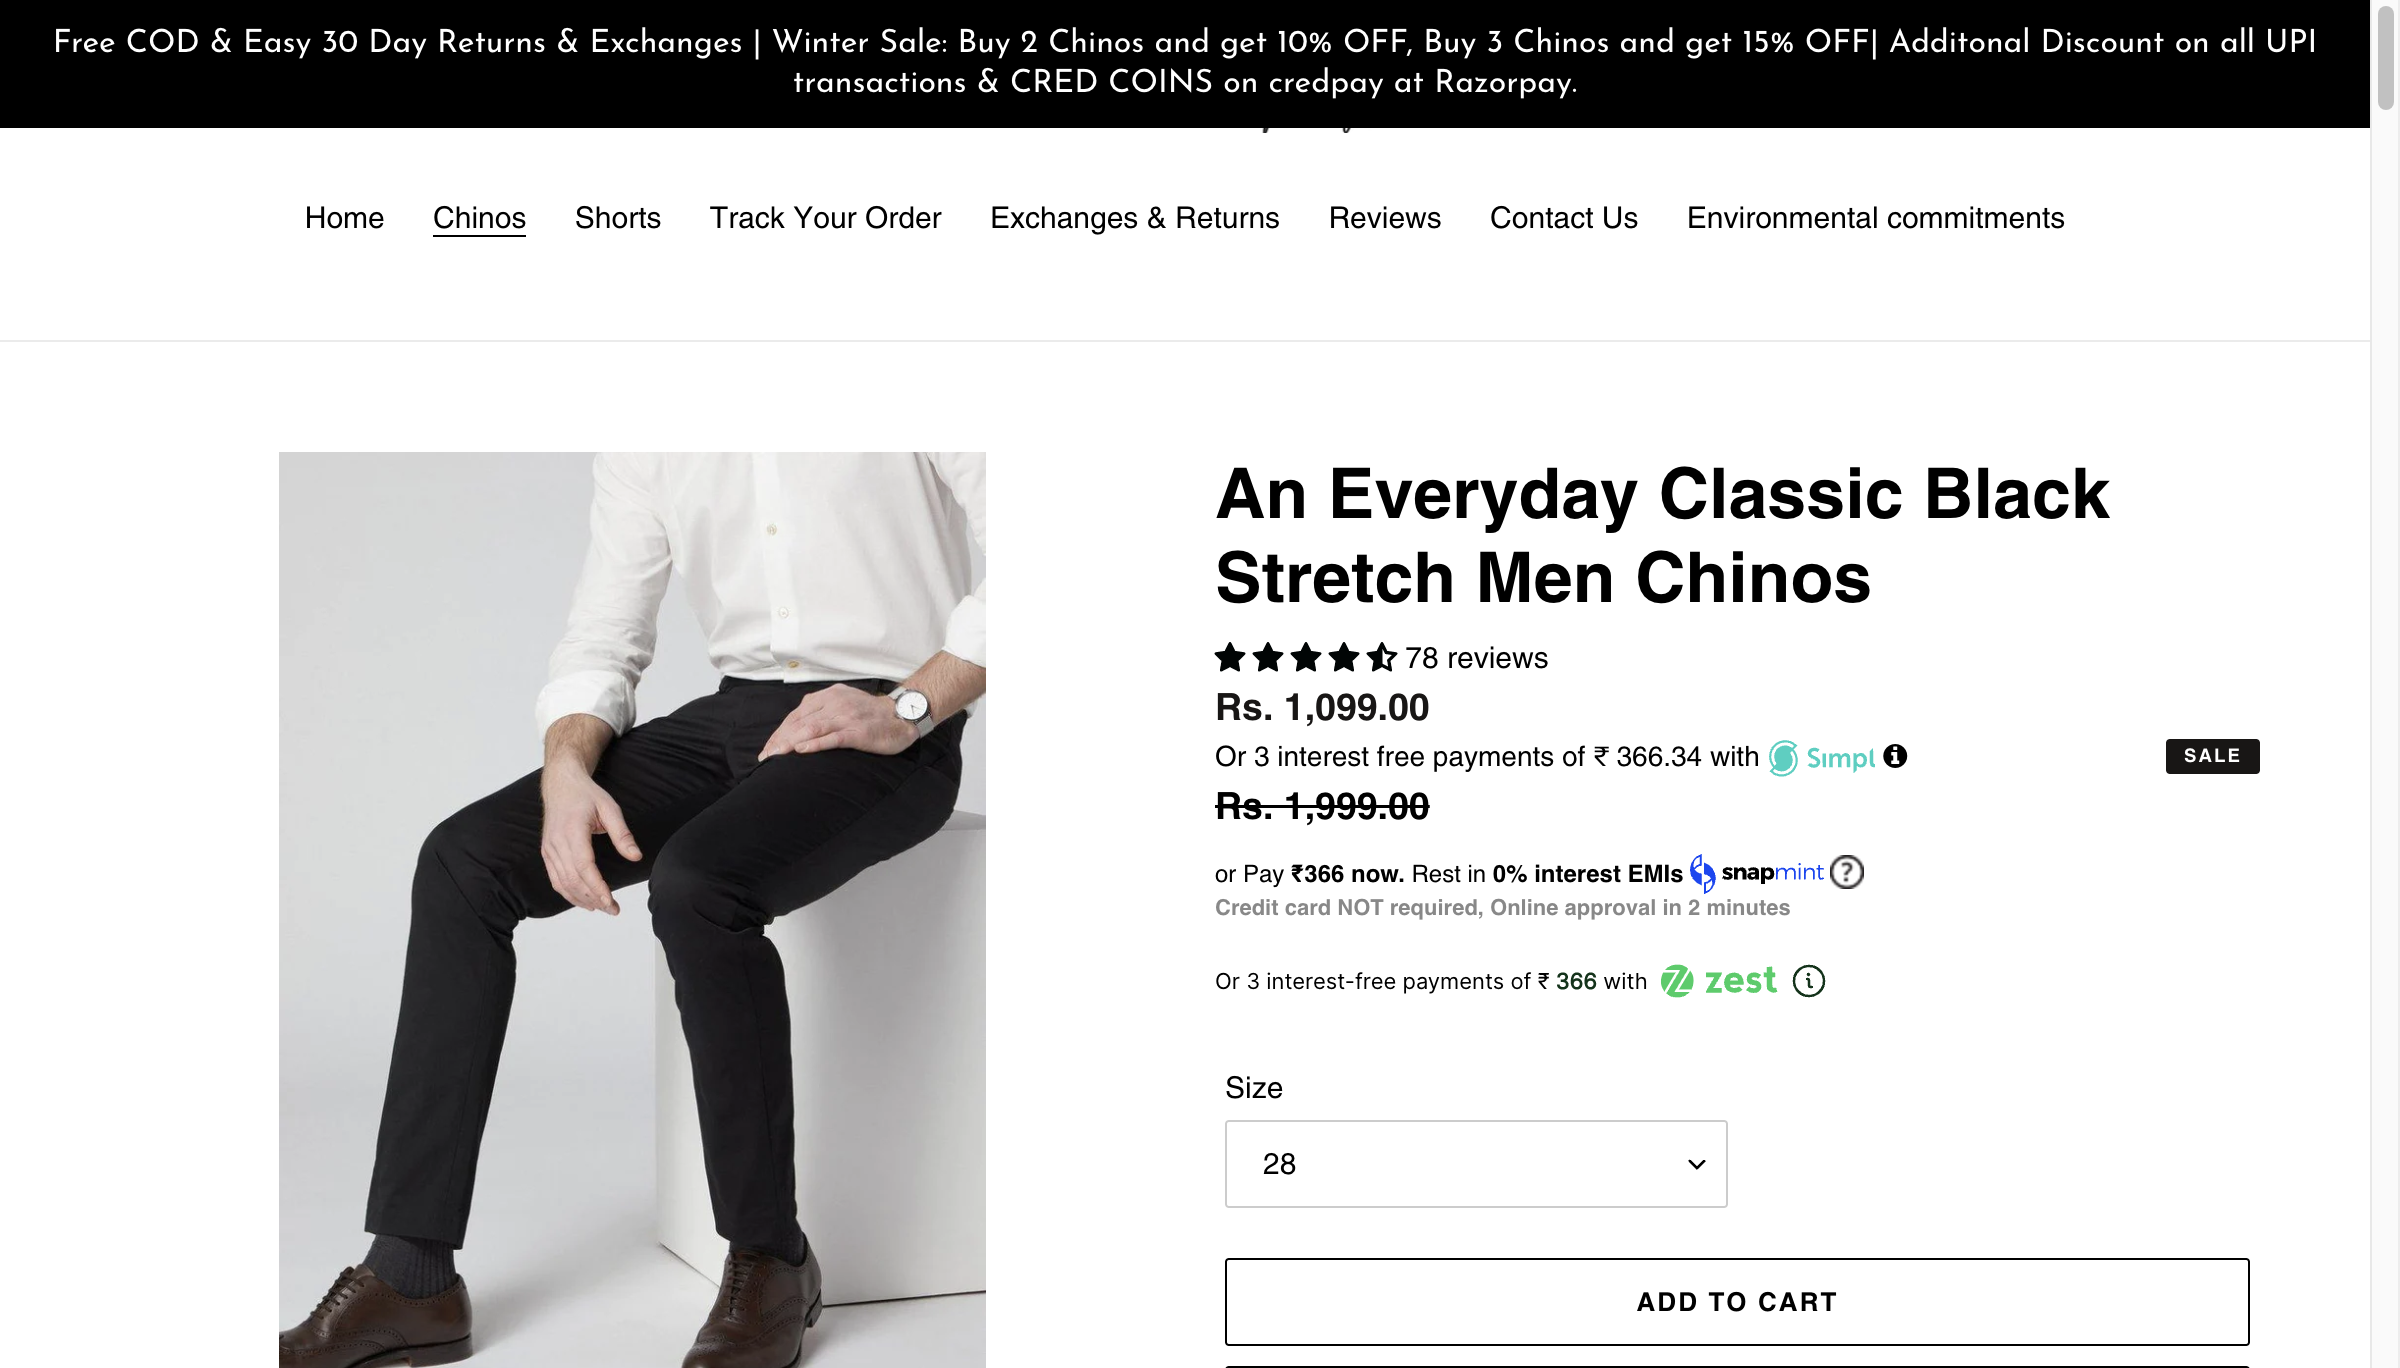 Free COD & Easy 30 Day Returns & Exchanges | Winter Sale: Buy 2 Chinos and get 10% OFF, Buy 3 Chinos and get 15% OFF| Additonal Discount on all UPI
transactions & CRED COINS on credpay at Razorpay.
Home Chinos Shorts Track Your Order Exchanges & Returns Reviews Contact Us Environmental commitments
An Everyday Classic Black
Stretch Men Chinos
78 reviews
Rs. 1,099.00
Or 3 interest free payments of ₹ 366.34 with Simpl
SALE
Rs. 1,999.00
or Pay ₹366 now. Rest in 0% interest EMIs snapmint ?
Credit card NOT required, Online approval in 2 minutes
Or 3 interest-free payments of ₹ 366 with zest
Size
28
ADD TO CART